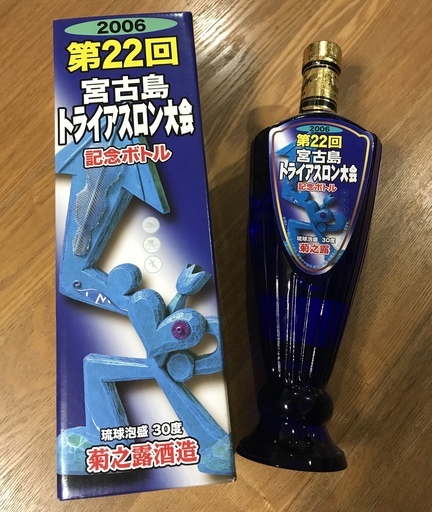 2006
第22回
宮古島
トライアスロン大会
記念ボトル
琉球泡盛 30度
菊之露酒造
2006
第22回
宮古島
トライアスロン大会
記念ボトル
琉球泡盛 30度
菊之露